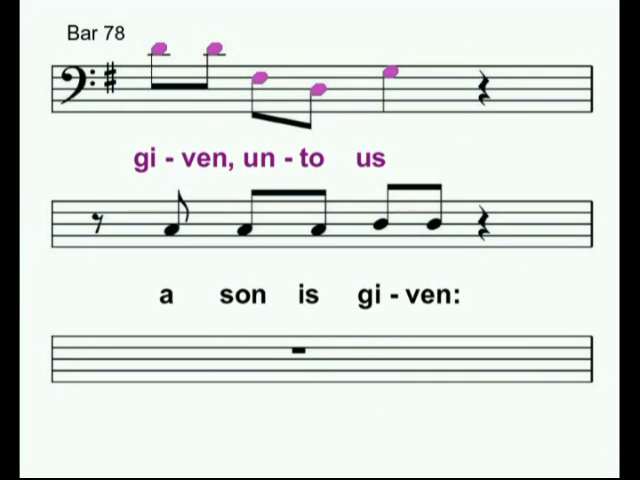 Bar 78
gi - ven, un - to us
a son is gi - ven: